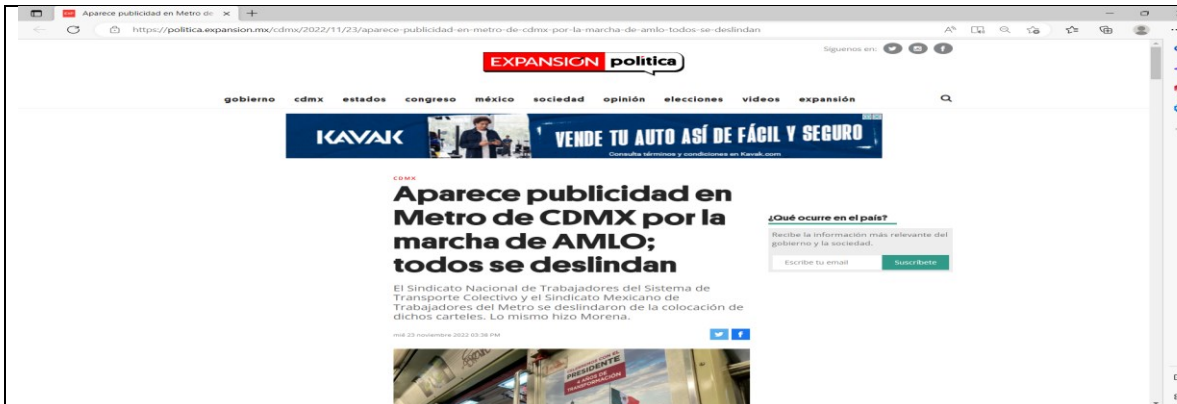 Aparece publicidad en Metro de
https://politica.expansion.mx/cdmx/2022/11/23/aparece-publicidad-en-metro-de-cdmx-por-la-marcha-de-amlo-todos-se-deslindan
Síguenos en:
EXPANSIÓN política
gobierno cdmx estados congreso méxico sociedad opinión elecciones videos expansión
KAVAK
VENDE TU AUTO ASÍ DE FÁCIL Y SEGURO
Consulta términos y condiciones en Kavak.com
CDMX
Aparece publicidad en
Metro de CDMX por la
marcha de AMLO;
todos se deslindan
El Sindicato Nacional de Trabajadores del Sistema de
Transporte Colectivo y el Sindicato Mexicano de
Trabajadores del Metro se deslindaron de la colocación de
dichos carteles. Lo mismo hizo Morena.
mié 23 noviembre 2022 03:38 PM
¿Qué ocurre en el país?
Recibe la información más relevante del
gobierno y la sociedad.
Escribe tu email
Suscríbete
PRESIDENTE
4 AÑOS DE
TRANSFORMACIÓN